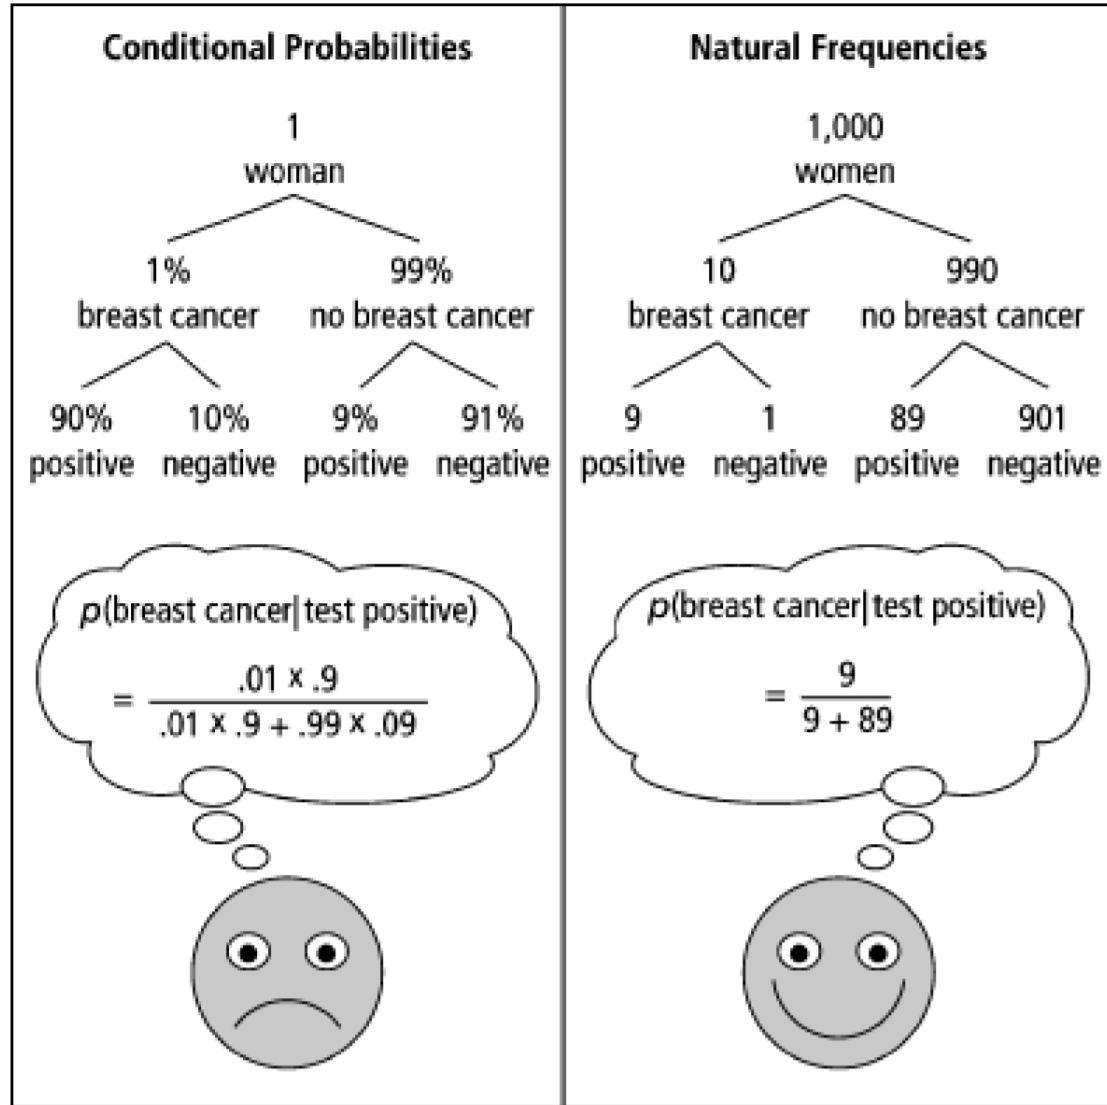 Conditional Probabilities
1
woman
1% 99%
breast cancer no breast cancer
90% 10% 9% 91%
positive negative positive negative
p(breast cancer|test positive)
.01 × .9
=
.01 × .9 + .99 × .09
Natural Frequencies
1,000
women
10 990
breast cancer no breast cancer
9 1 89 901
positive negative positive negative
p(breast cancer|test positive)
9
=
9 + 89